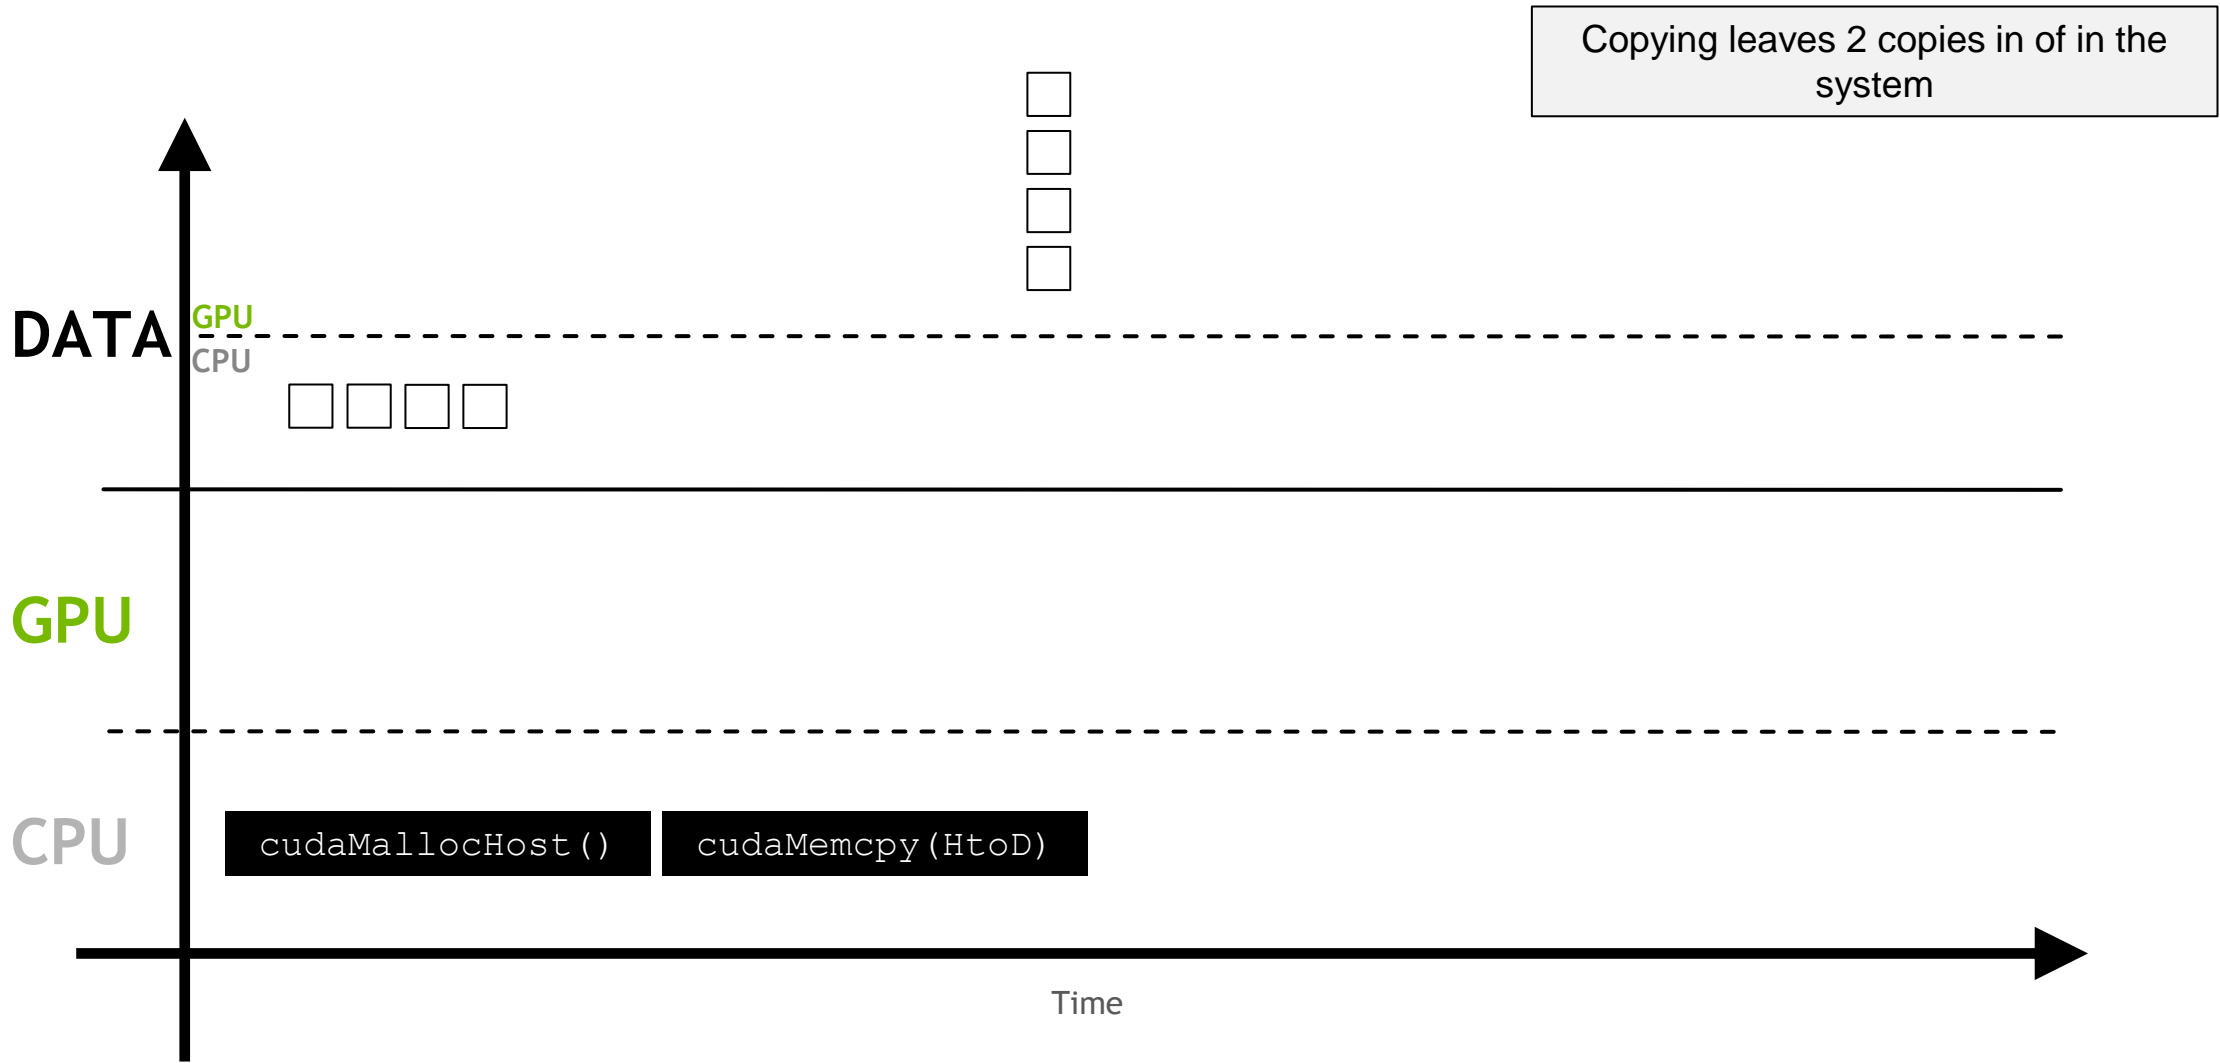 Copying leaves 2 copies in of in the
system
DATA
GPU
CPU
GPU
CPU
cudaMallocHost()
cudaMemcpy(HtoD)
Time